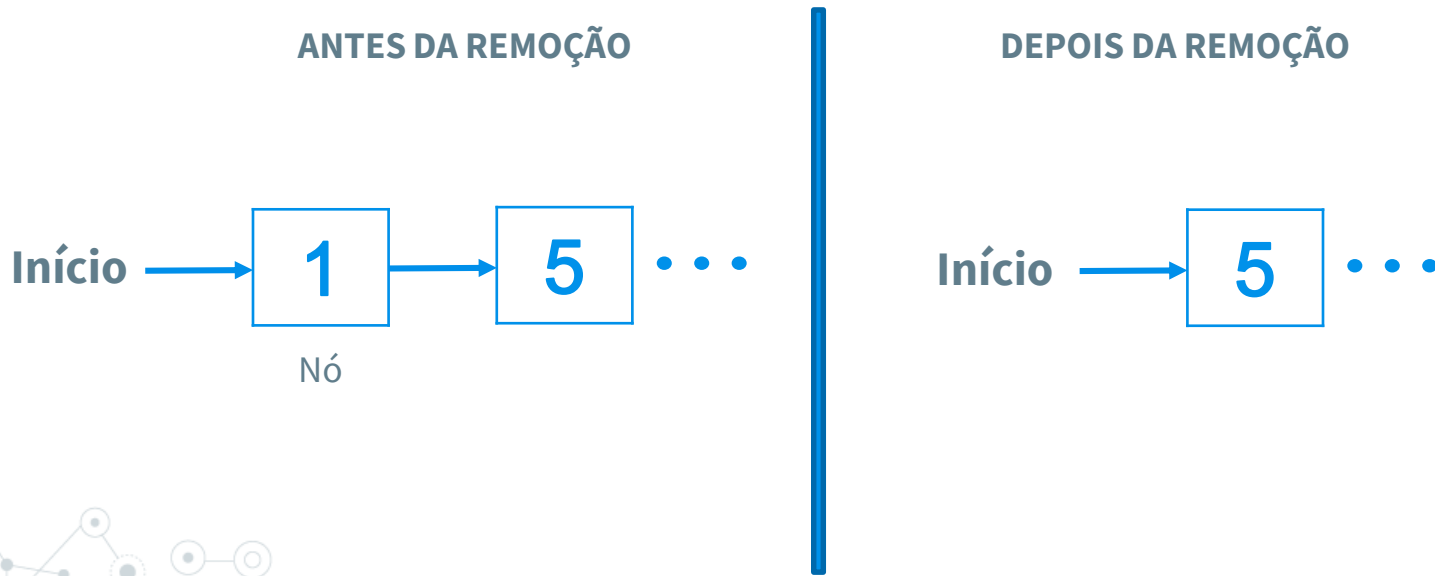 ANTES DA REMOÇÃO
Início
1
5
Nó
DEPOIS DA REMOÇÃO
Início
5